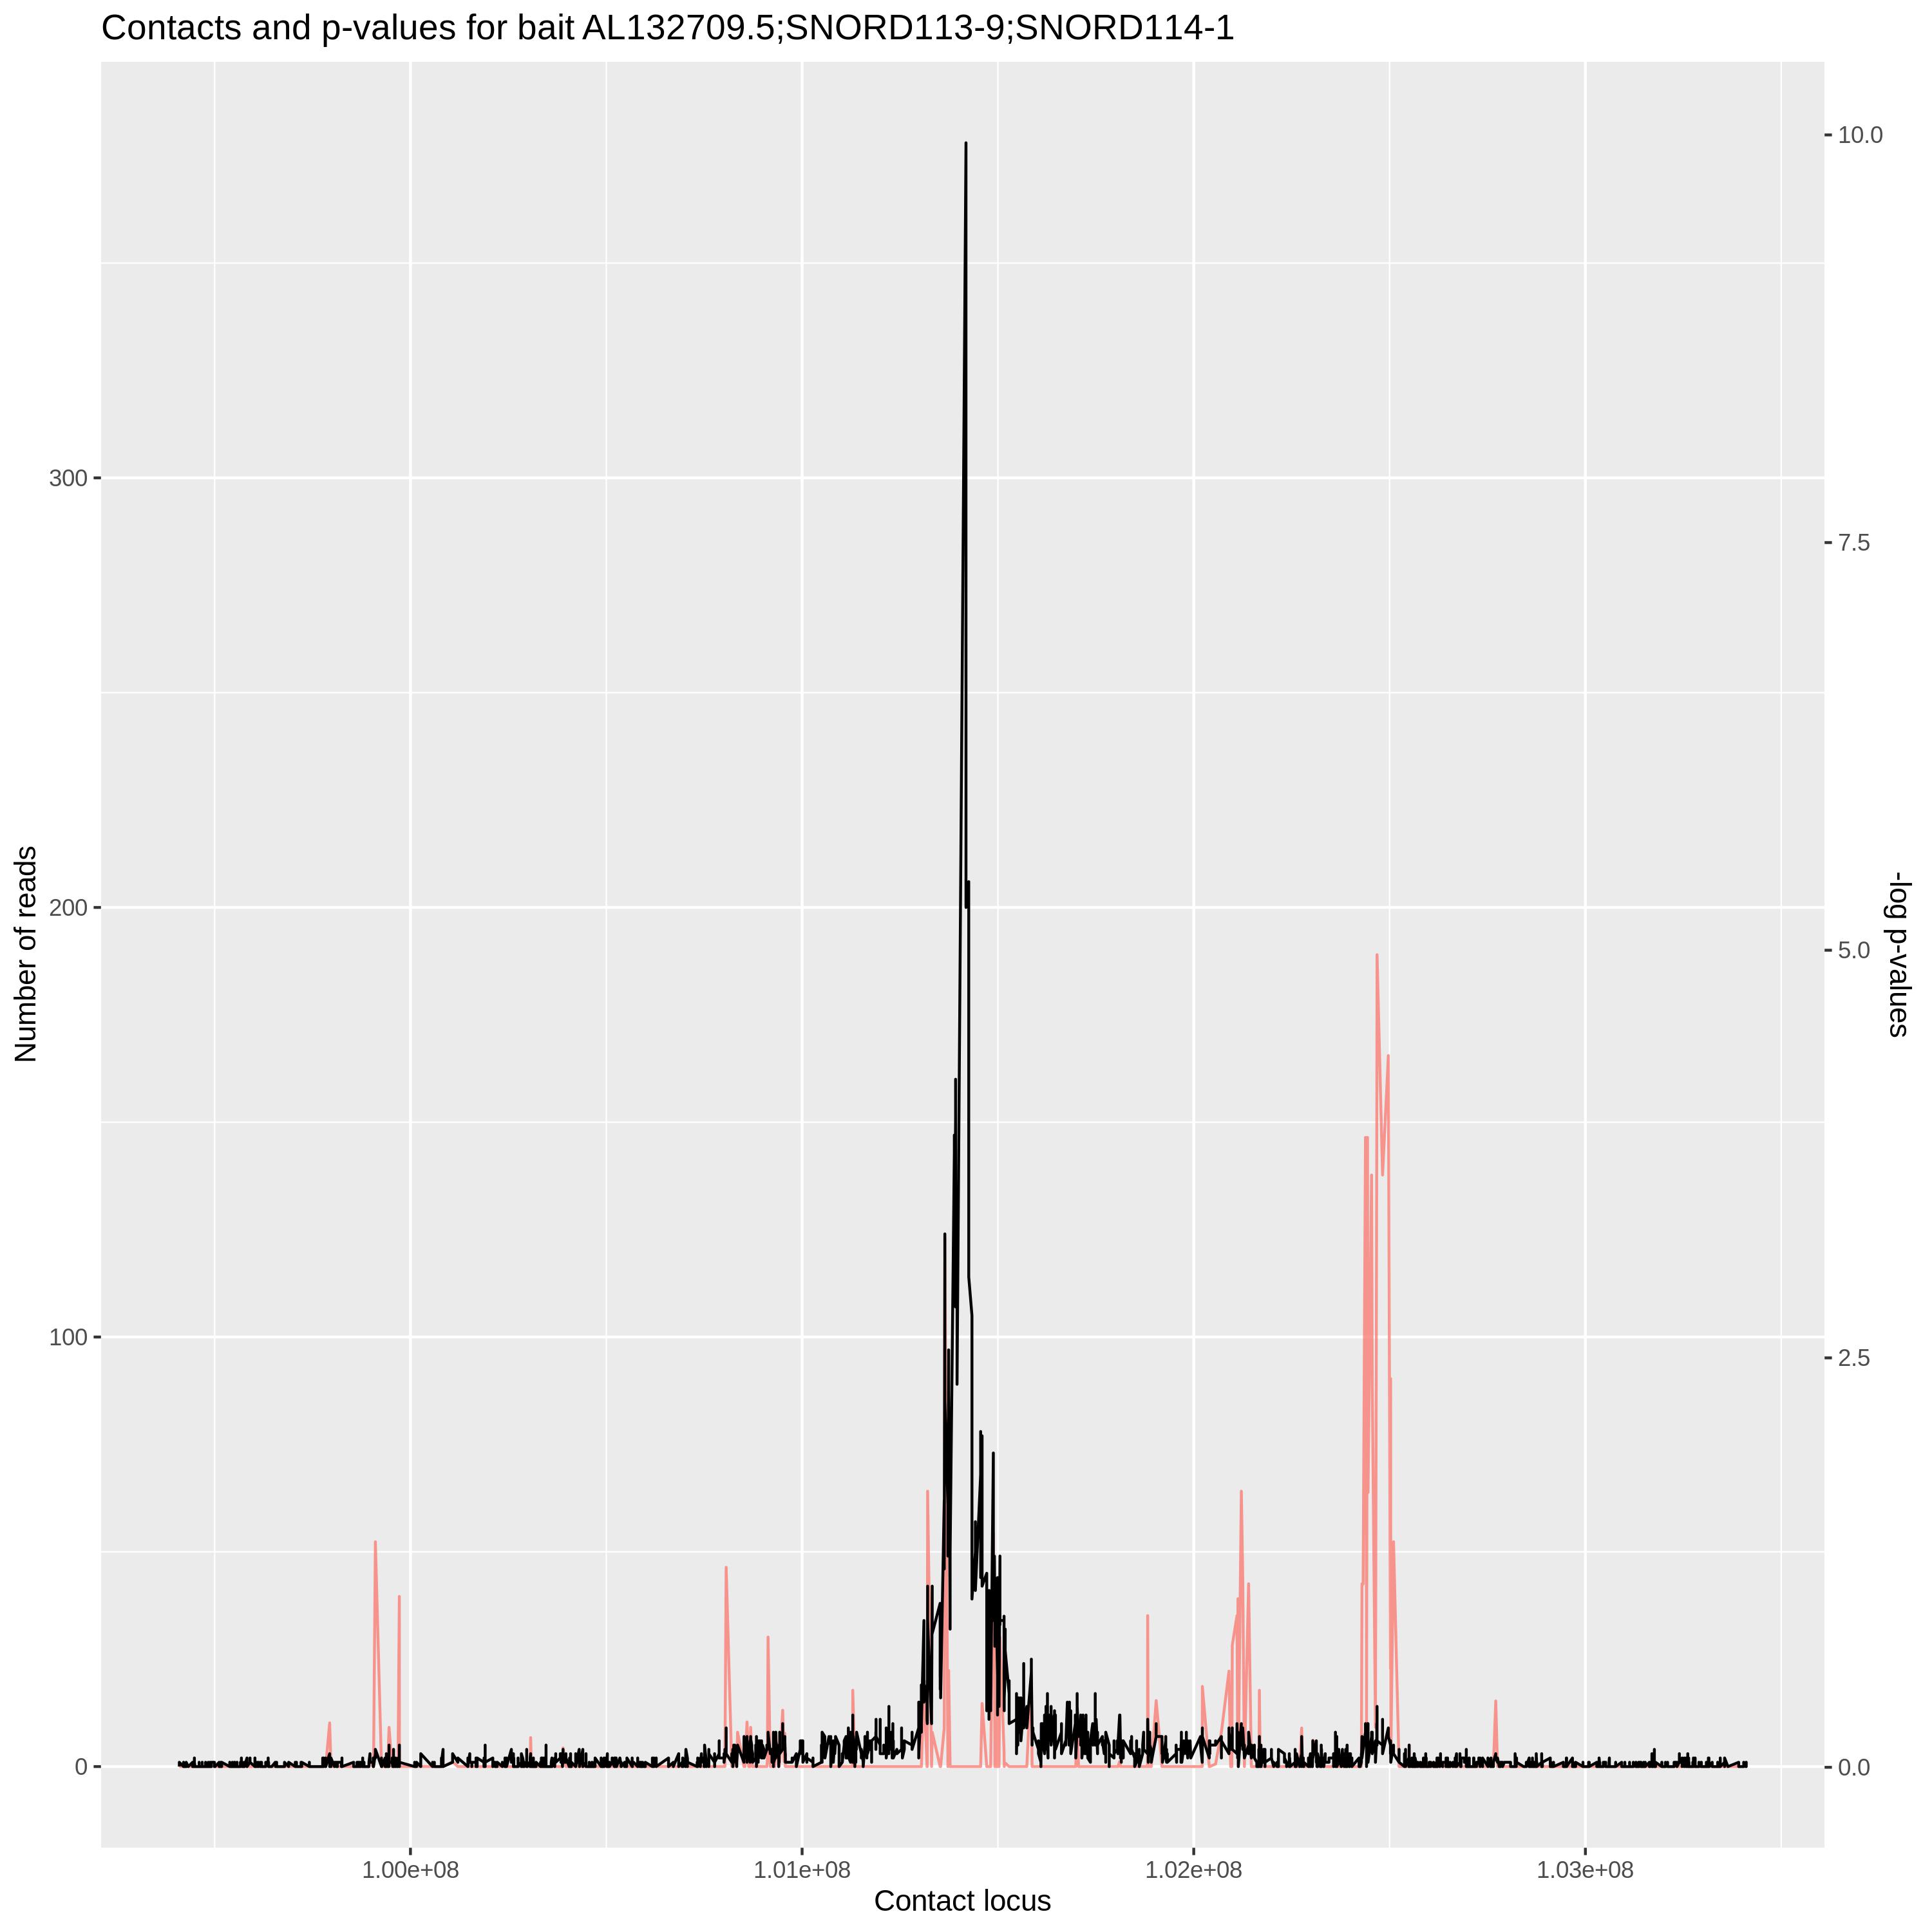 Contacts and p-values for bait AL132709.5;SNORD113-9;SNORD114-1
10.0
300
7.5
200
5.0
Number of reads
-log p-values
100
2.5
0
0.0
1.00e+08
1.01e+08
1.02e+08
1.03e+08
Contact locus